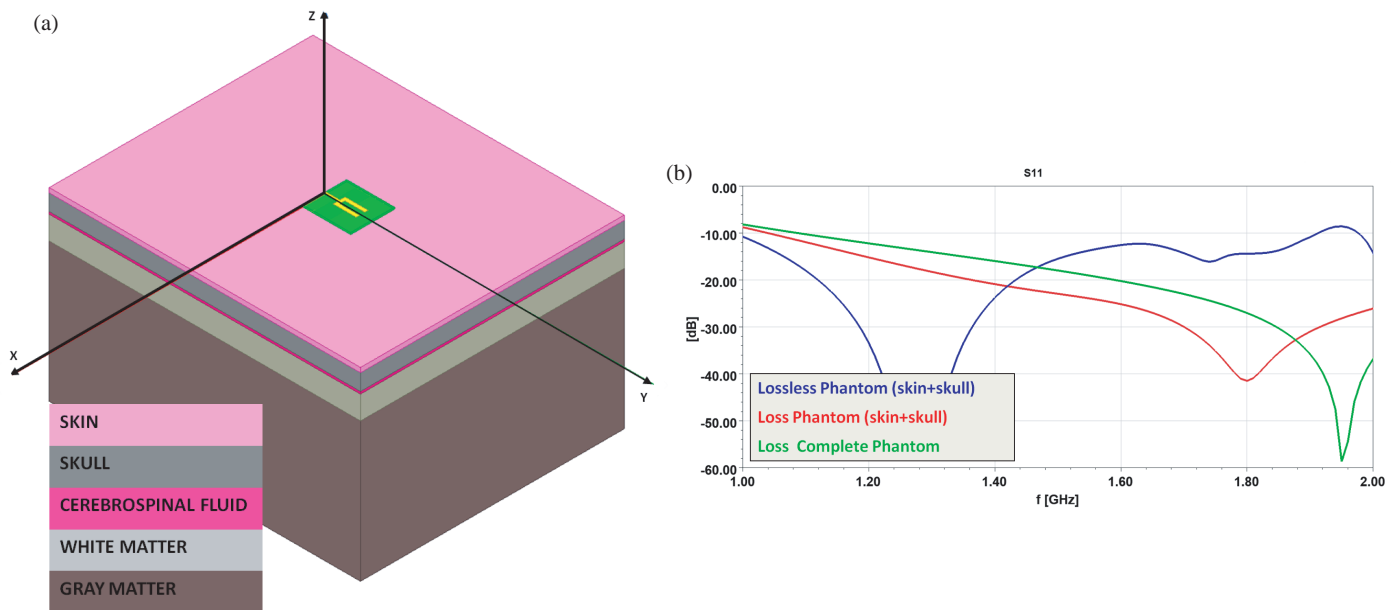 (a)
Z
X
Y
SKIN
SKULL
CEREBROSPINAL FLUID
WHITE MATTER
GRAY MATTER
(b)
S11
0.00
-10.00
-20.00
-30.00
-40.00
-50.00
-60.00
[dB]
Lossless Phantom (skin+skull)
Loss Phantom (skin+skull)
Loss Complete Phantom
1.00 1.20 1.40 1.60 1.80 2.00
f [GHz]